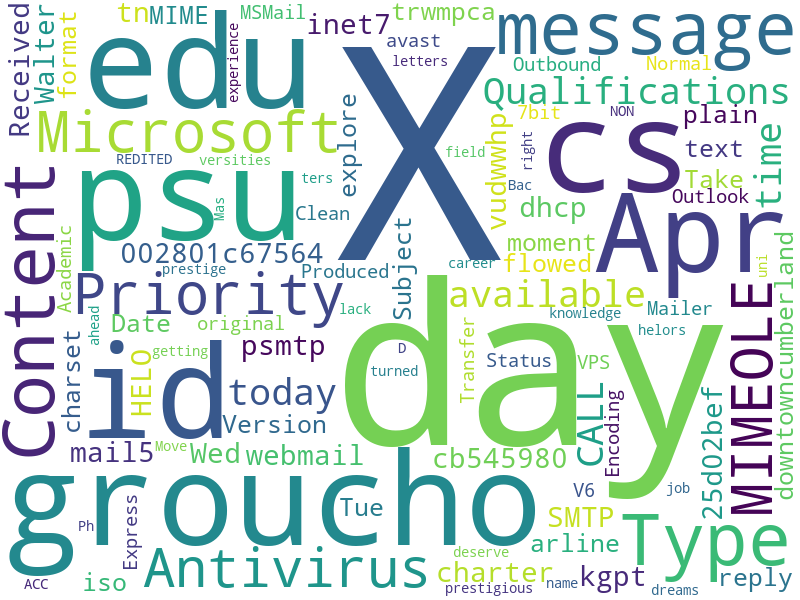 Received
Walter
format
tn
MIME
MSMail
inet7
trwmpca
message
edu
experience
X
avast
letters
Outbound
Normal
Qualifications
Microsoft
explore
vudwwhp
7bit
NON
plain
time
REDITED
versities
field
cs
right
text
psu
ters
Mas
Clean
Bac
Take
Outlook
Content
Academic
002801c67564
prestige
Produced
Subject
dhcp
moment
flowed
career
Apr
uni
downtowncumberland
Priority
available
knowledge
Mailer
ahead
Date
original
lack
helors
id
HELO
getting
psmtp
D
turned
Transfer
Status
VPS
day
MIMEOLE
charset
today
Version
CALL
Encoding
25d02bef
mail5
Move
Wed
webmail
cb545980
groucho
Tue
V6
job
Ph
Express
SMTP
Type
Antivirus
deserve
arline
ACC
iso
charter
prestigious
name
kgpt
dreams
reply